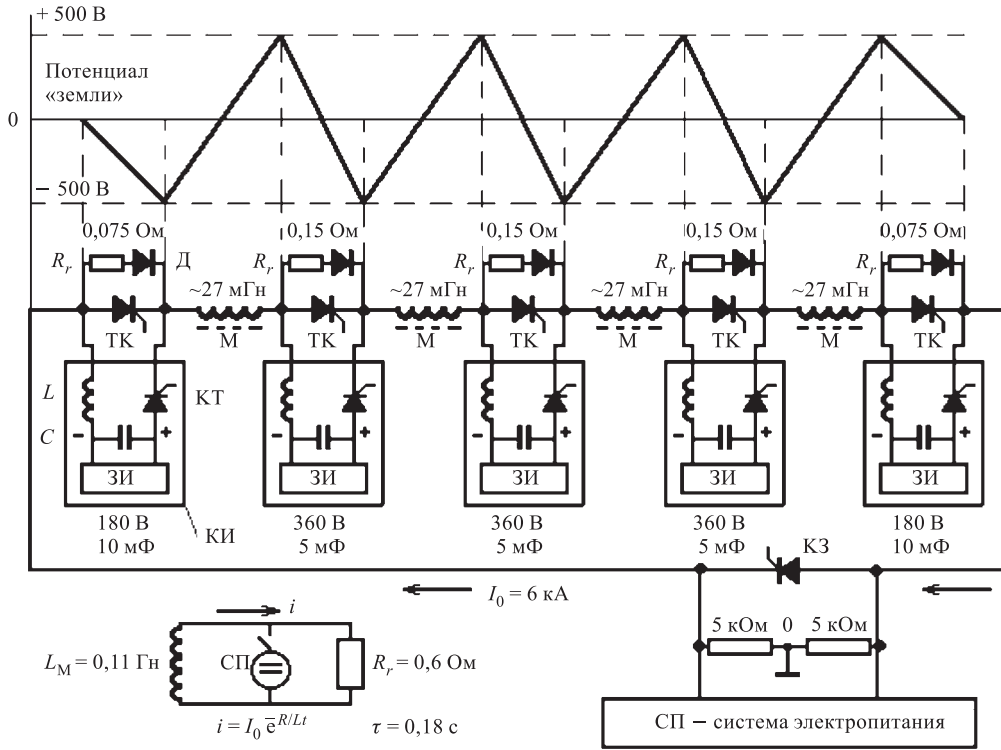 + 500 В
Потенциал
«земли»
0
− 500 В
0,075 Ом 0,15 Ом 0,15 Ом 0,15 Ом 0,075 Ом
R_r Д R_r R_r R_r R_r
~27 мГн ~27 мГн ~27 мГн ~27 мГн
ТК М ТК М ТК М ТК М ТК
L КТ
C − + − + − + − + − +
ЗИ ЗИ ЗИ ЗИ ЗИ
180 В 360 В 360 В 360 В 180 В
10 мФ КИ 5 мФ 5 мФ 5 мФ 10 мФ
КЗ
I_0 = 6 кА
i
5 кОм 0 5 кОм
L_М = 0,11 Гн СП R_r = 0,6 Ом
i = I_0 e̅^{R/Lt} τ = 0,18 с
СП − система электропитания